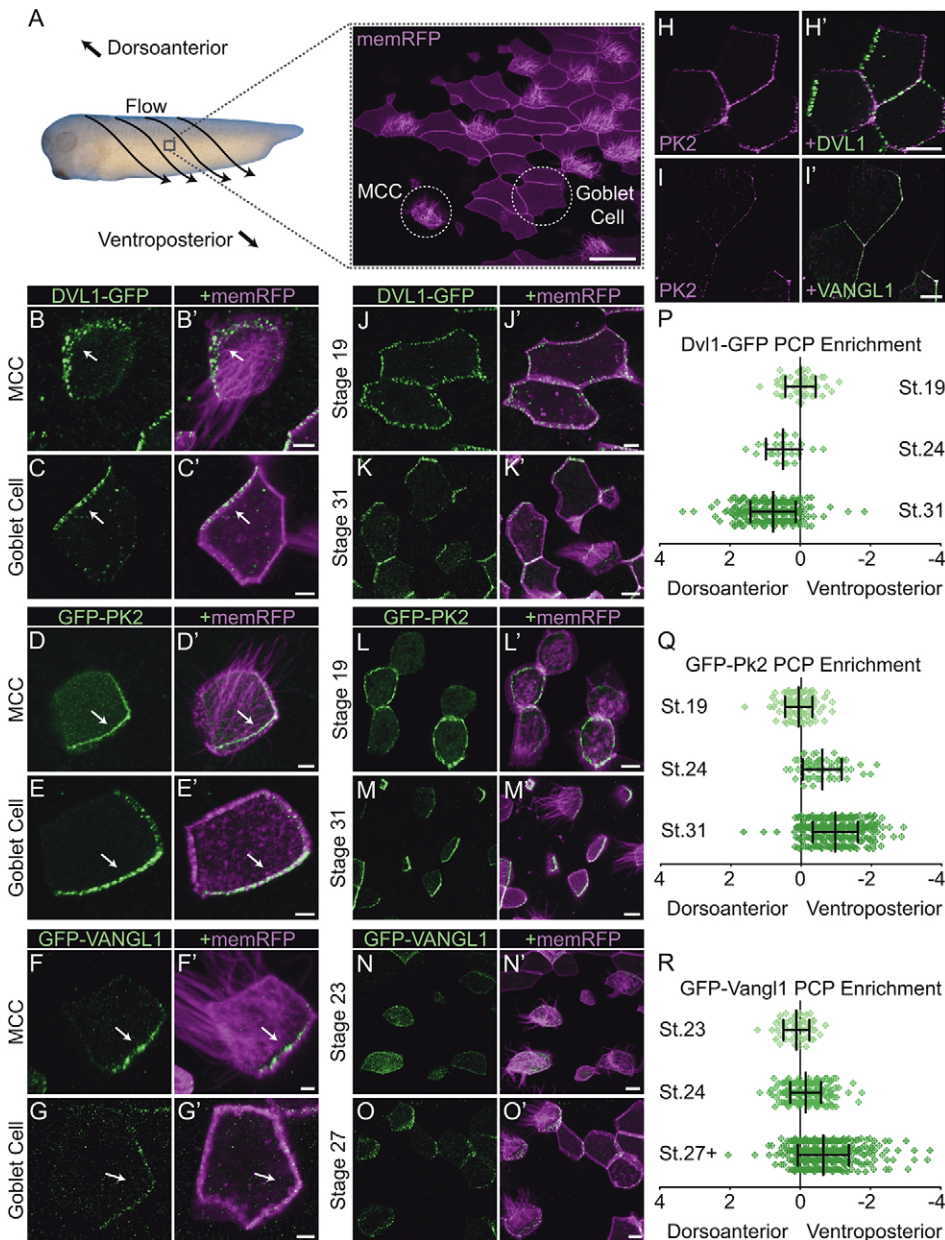 A
Dorsoanterior
Flow
Ventroposterior
memRFP
MCC
Goblet
Cell
H
H'
PK2
+DVL1
I
I'
PK2
+VANGL1
DVL1-GFP
+memRFP
MCC
B
B'
Goblet Cell
C
C'
GFP-PK2
+memRFP
MCC
D
D'
Goblet Cell
E
E'
GFP-VANGL1
+memRFP
MCC
F
F'
Goblet Cell
G
G'
DVL1-GFP
+memRFP
Stage 19
J
J'
Stage 31
K
K'
GFP-PK2
+memRFP
Stage 19
L
L'
Stage 31
M
M'
GFP-VANGL1
+memRFP
Stage 23
N
N'
Stage 27
O
O'
P
Dvl1-GFP PCP Enrichment
St.19
St.24
St.31
4 2 0 -2 -4
Dorsoanterior Ventroposterior
Q
GFP-Pk2 PCP Enrichment
St.19
St.24
St.31
4 2 0 -2 -4
Dorsoanterior Ventroposterior
R
GFP-Vangl1 PCP Enrichment
St.23
St.24
St.27+
4 2 0 -2 -4
Dorsoanterior Ventroposterior